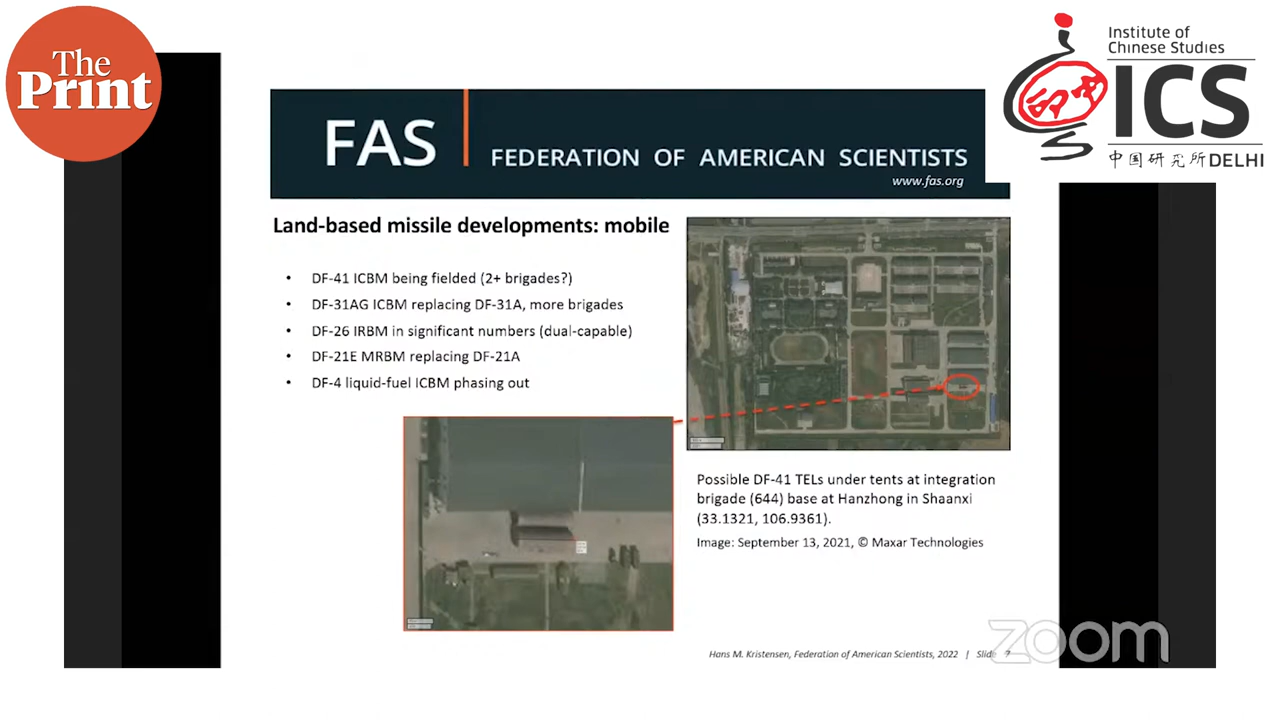 The
Print
Institute of
Chinese Studies
ICS
中国研究所DELHI
FAS
FEDERATION OF AMERICAN SCIENTISTS
www.fas.org
Land-based missile developments: mobile
• DF-41 ICBM being fielded (2+ brigades?)
• DF-31AG ICBM replacing DF-31A, more brigades
• DF-26 IRBM in significant numbers (dual-capable)
• DF-21E MRBM replacing DF-21A
• DF-4 liquid-fuel ICBM phasing out
Possible DF-41 TELs under tents at integration
brigade (644) base at Hanzhong in Shaanxi
(33.1321, 106.9361).
Image: September 13, 2021, © Maxar Technologies
zoom
Hans M. Kristensen, Federation of American Scientists, 2022 | Slide